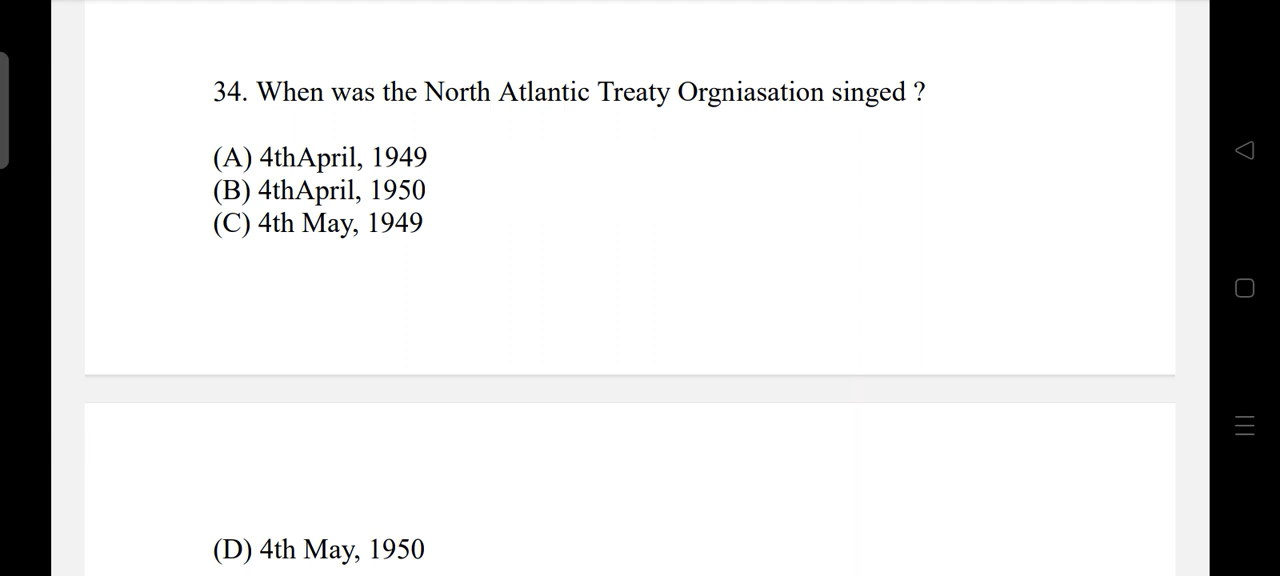 34. When was the North Atlantic Treaty Orgniasation singed ?
(A) 4thApril, 1949
(B) 4thApril, 1950
(C) 4th May, 1949
(D) 4th May, 1950